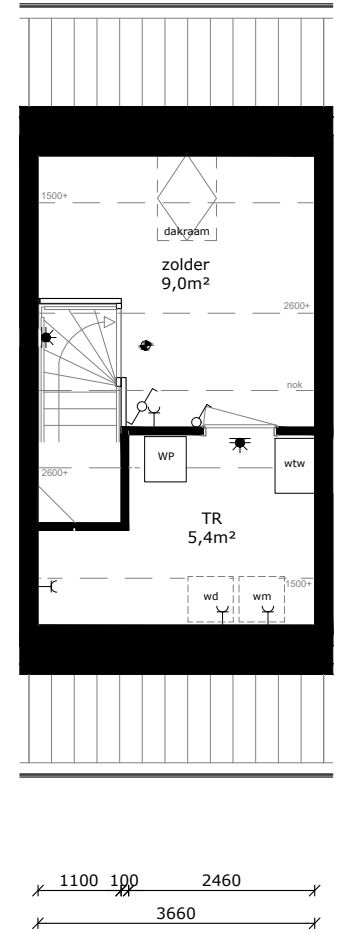 1500+
dakraam
zolder
9,0m²
2600+
nok
WP
wtw
2600+
TR
5,4m²
1500+
wd
wm
1100
100
2460
3660